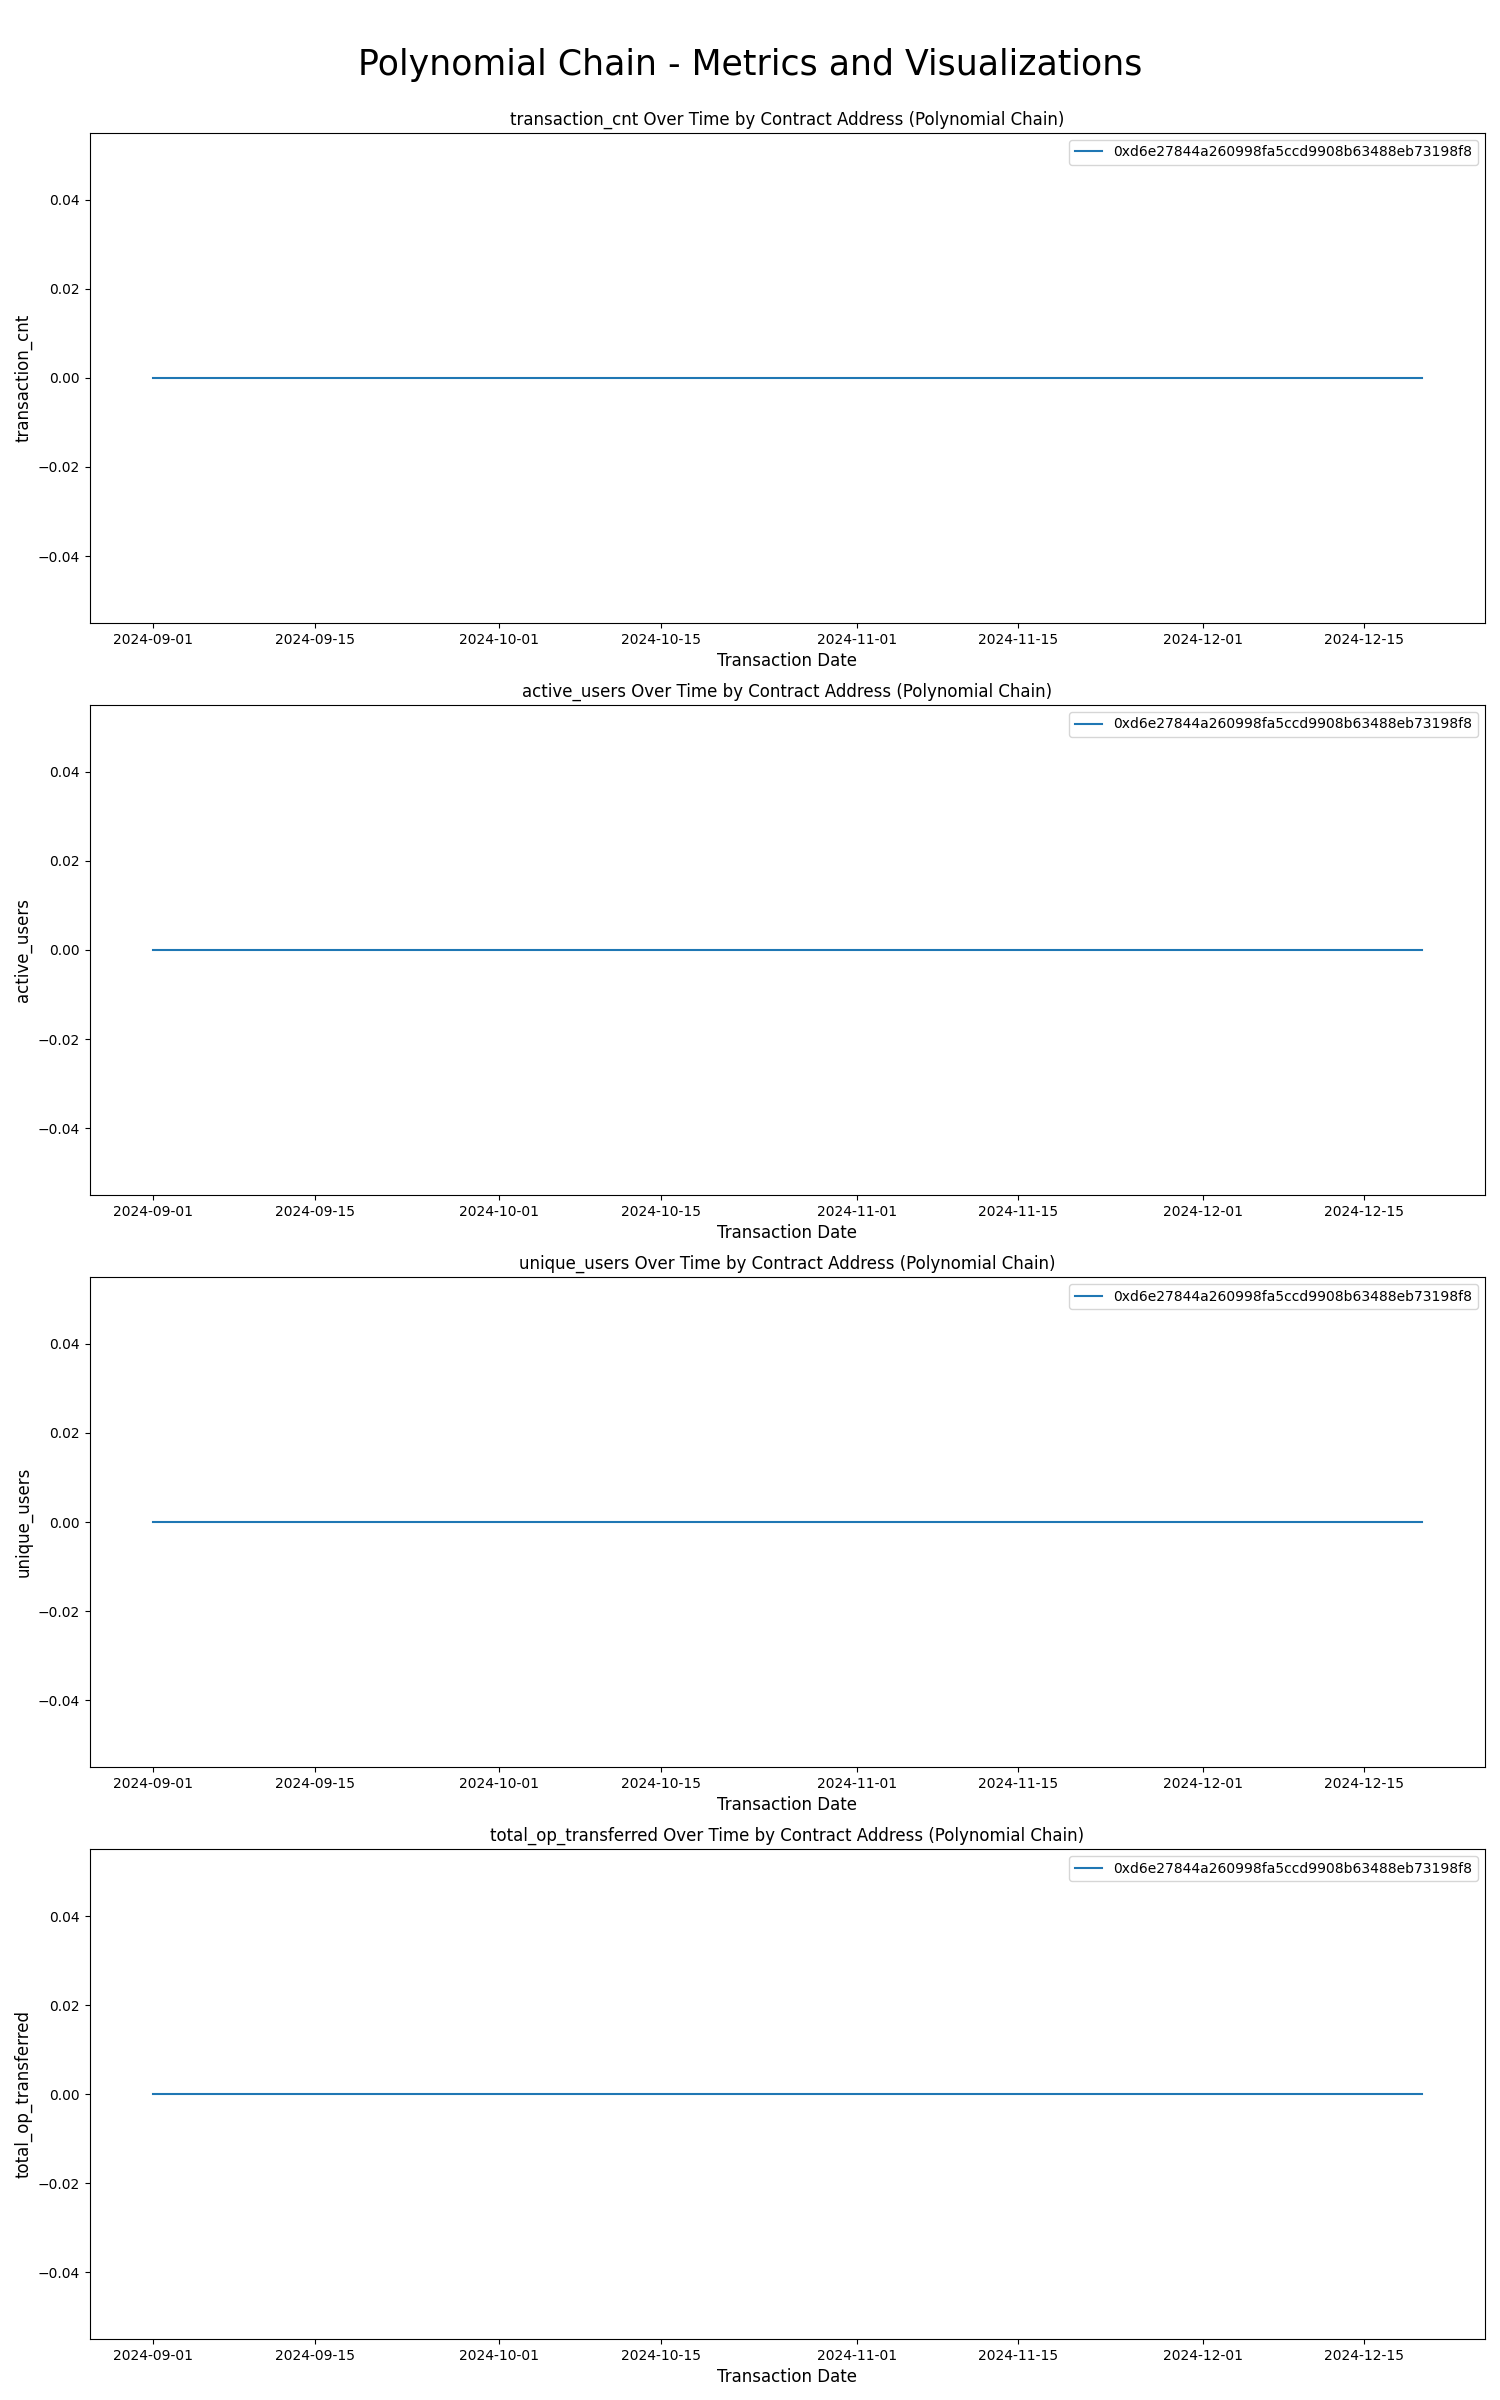 Polynomial Chain - Metrics and Visualizations
transaction_cnt Over Time by Contract Address (Polynomial Chain)
0xd6e27844a260998fa5ccd9908b63488eb73198f8
0.04
0.02
0.00
−0.02
−0.04
transaction_cnt
2024-09-01 2024-09-15 2024-10-01 2024-10-15 2024-11-01 2024-11-15 2024-12-01 2024-12-15
Transaction Date
active_users Over Time by Contract Address (Polynomial Chain)
0xd6e27844a260998fa5ccd9908b63488eb73198f8
0.04
0.02
0.00
−0.02
−0.04
active_users
2024-09-01 2024-09-15 2024-10-01 2024-10-15 2024-11-01 2024-11-15 2024-12-01 2024-12-15
Transaction Date
unique_users Over Time by Contract Address (Polynomial Chain)
0xd6e27844a260998fa5ccd9908b63488eb73198f8
0.04
0.02
0.00
−0.02
−0.04
unique_users
2024-09-01 2024-09-15 2024-10-01 2024-10-15 2024-11-01 2024-11-15 2024-12-01 2024-12-15
Transaction Date
total_op_transferred Over Time by Contract Address (Polynomial Chain)
0xd6e27844a260998fa5ccd9908b63488eb73198f8
0.04
0.02
0.00
−0.02
−0.04
total_op_transferred
2024-09-01 2024-09-15 2024-10-01 2024-10-15 2024-11-01 2024-11-15 2024-12-01 2024-12-15
Transaction Date